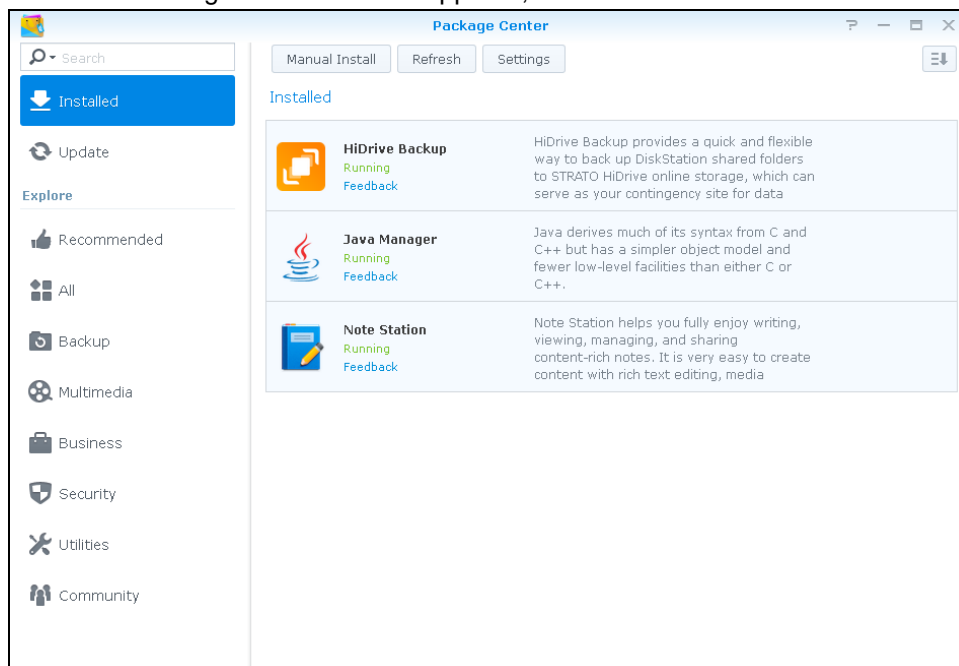 Package Center
Search
Manual Install Refresh Settings
Installed
Update
Explore
Recommended
All
Backup
Multimedia
Business
Security
Utilities
Community
Installed
HiDrive Backup
Running
Feedback
HiDrive Backup provides a quick and flexible
way to back up DiskStation shared folders
to STRATO HiDrive online storage, which can
serve as your contingency site for data
Java Manager
Running
Feedback
Java derives much of its syntax from C and
C++ but has a simpler object model and
fewer low-level facilities than either C or
C++.
Note Station
Running
Feedback
Note Station helps you fully enjoy writing,
viewing, managing, and sharing
content-rich notes. It is very easy to create
content with rich text editing, media